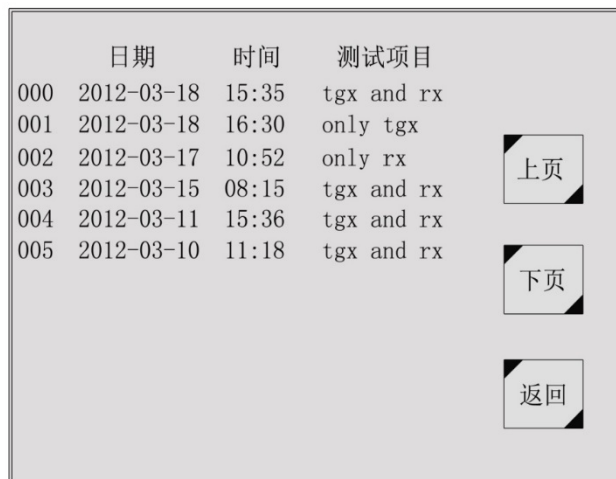 日期 时间 测试项目
000 2012-03-18 15:35 tgx and rx
001 2012-03-18 16:30 only tgx
002 2012-03-17 10:52 only rx
003 2012-03-15 08:15 tgx and rx
004 2012-03-11 15:36 tgx and rx
005 2012-03-10 11:18 tgx and rx
上页
下页
返回